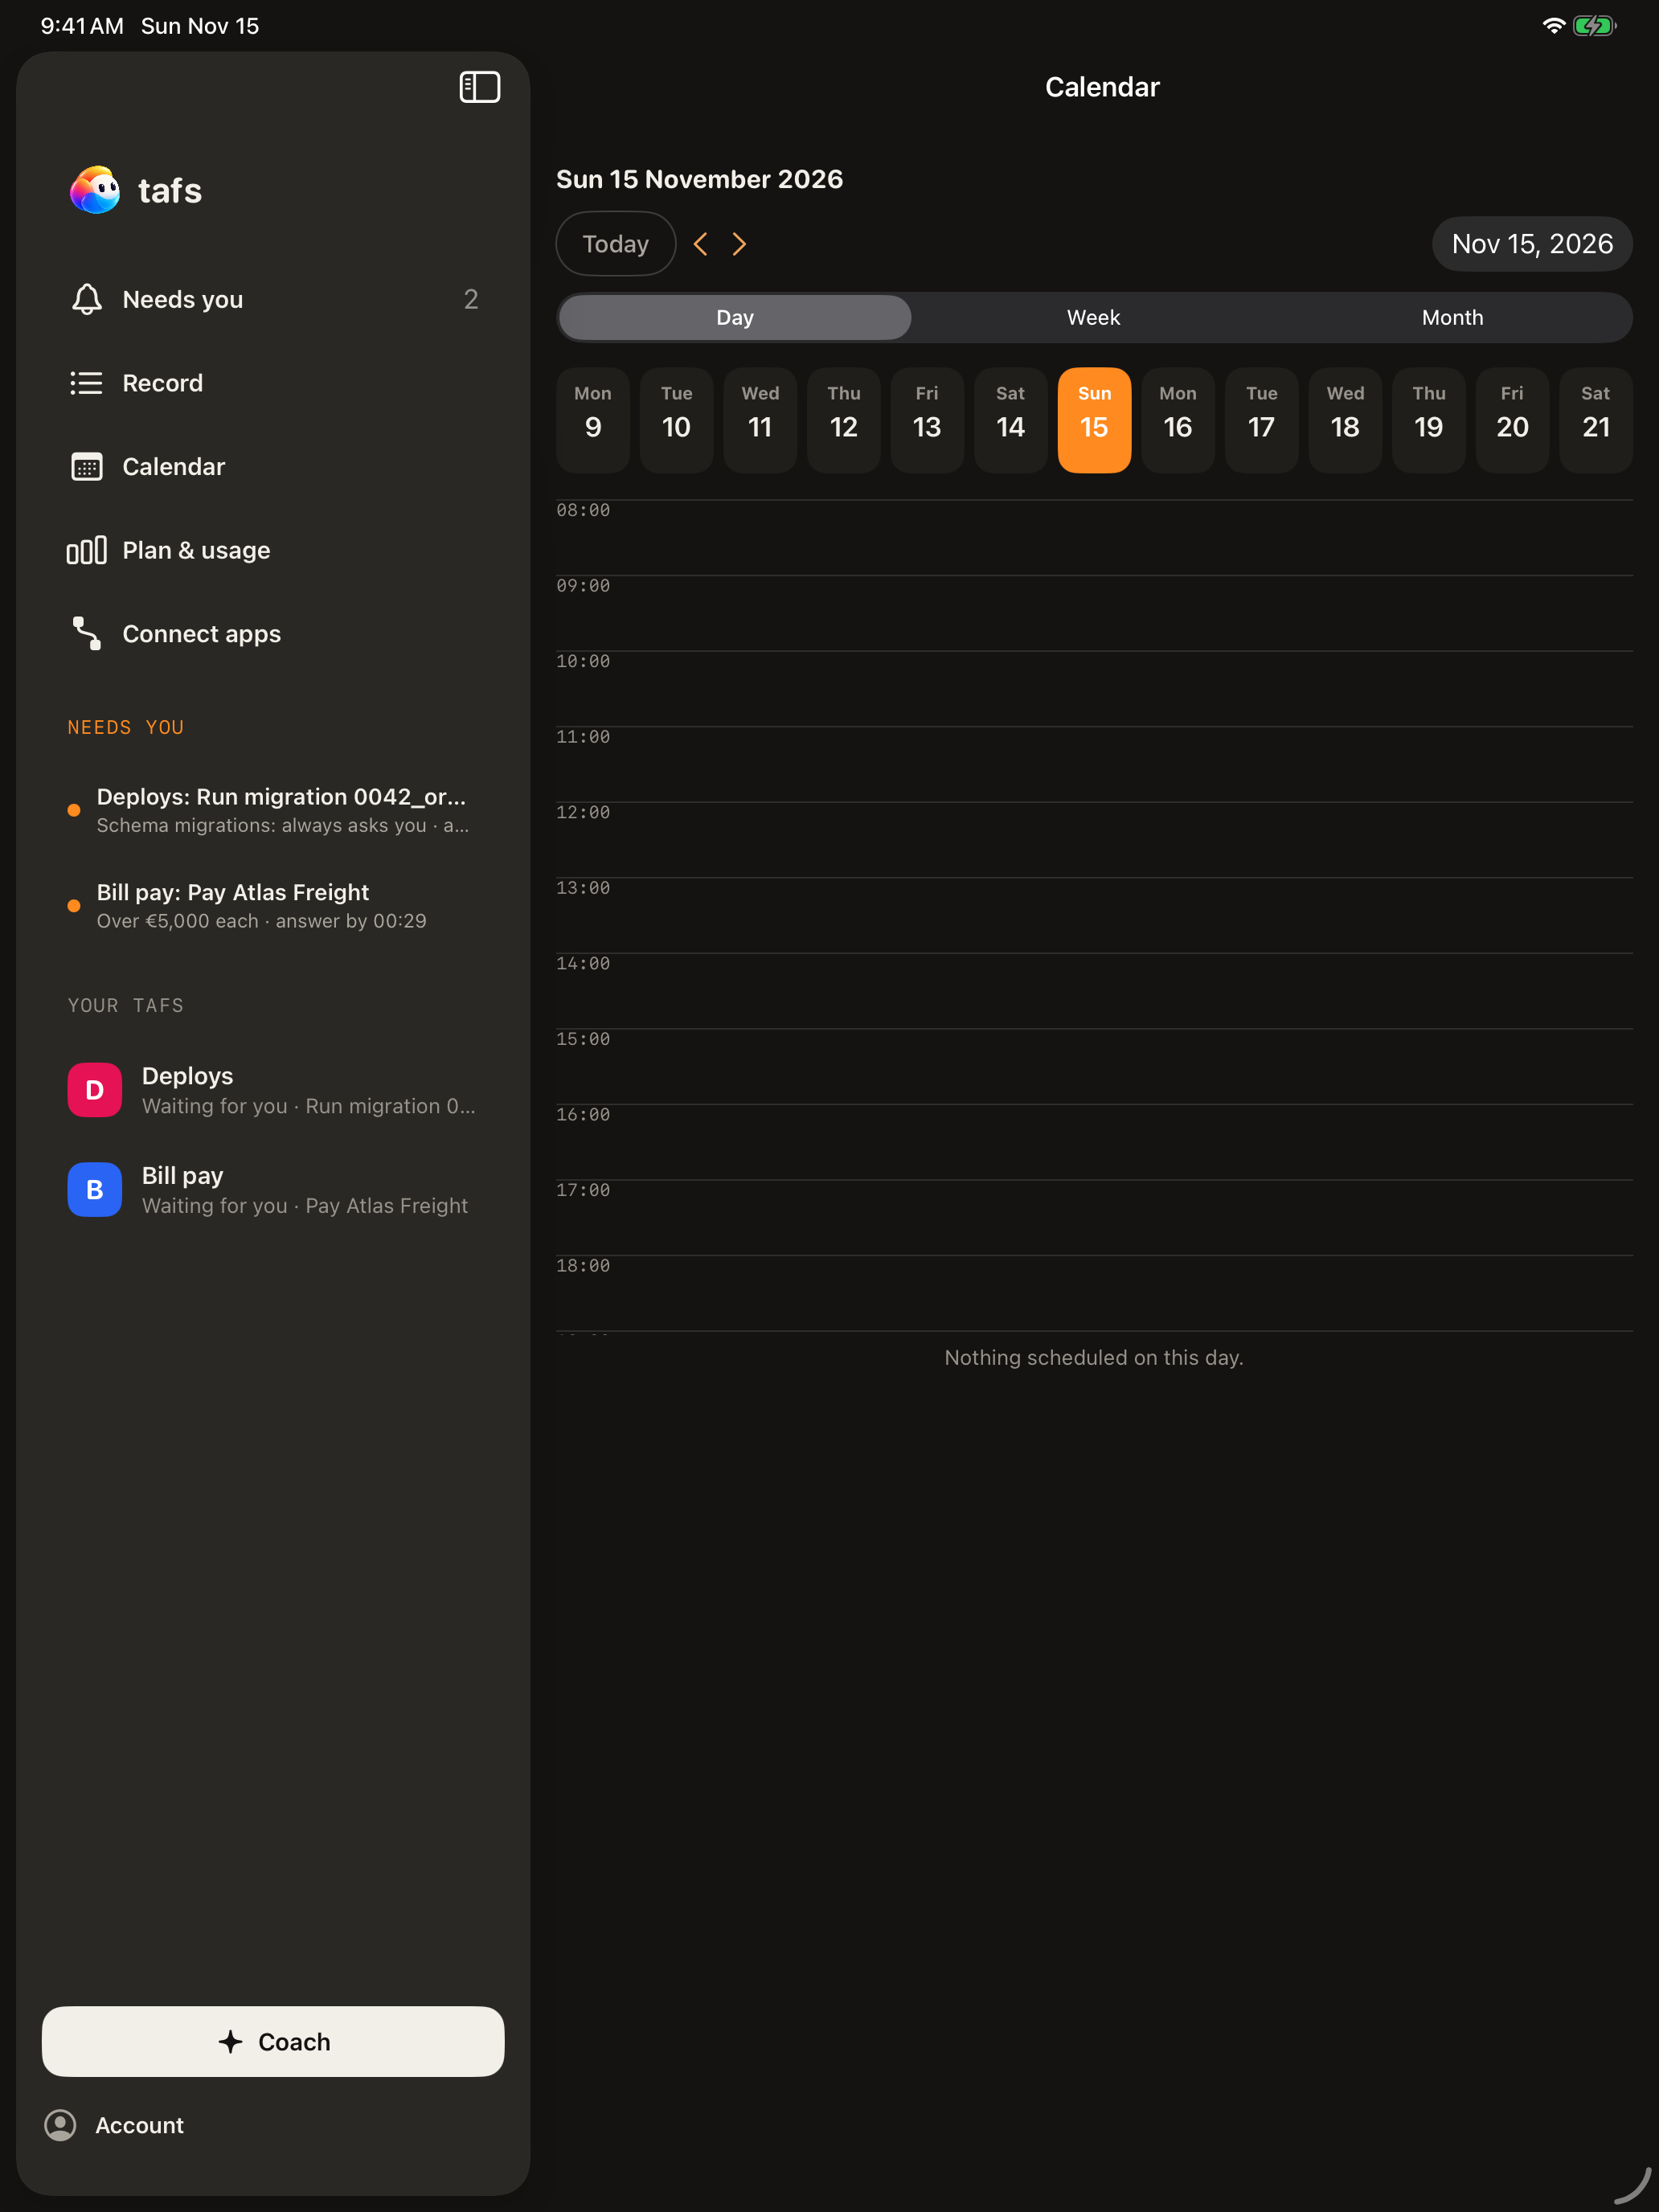 9:41 AM Sun Nov 15
tafs
Needs you 2
Record
Calendar
Plan & usage
Connect apps
NEEDS YOU
Deploys: Run migration 0042_or...
Schema migrations: always asks you · a...
Bill pay: Pay Atlas Freight
Over €5,000 each · answer by 00:29
YOUR TAFS
D
Deploys
Waiting for you · Run migration 0...
B
Bill pay
Waiting for you · Pay Atlas Freight
Coach
Account
Calendar
Sun 15 November 2026
Today
Nov 15, 2026
Day Week Month
Mon Tue Wed Thu Fri Sat Sun Mon Tue Wed Thu Fri Sat
9 10 11 12 13 14 15 16 17 18 19 20 21
08:00
09:00
10:00
11:00
12:00
13:00
14:00
15:00
16:00
17:00
18:00
Nothing scheduled on this day.